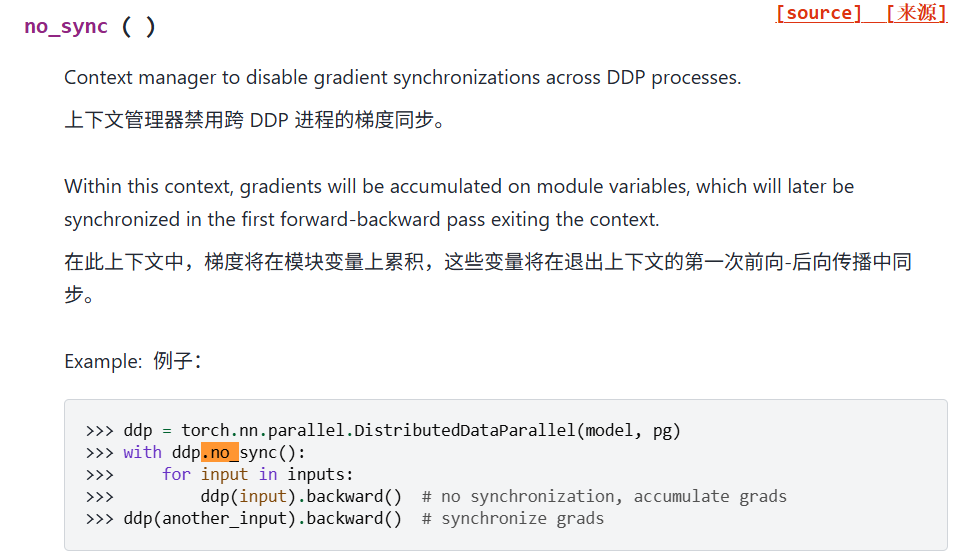 no_sync ( )
[source] [来源]
Context manager to disable gradient synchronizations across DDP processes.
上下文管理器禁用跨 DDP 进程的梯度同步。
Within this context, gradients will be accumulated on module variables, which will later be
synchronized in the first forward-backward pass exiting the context.
在此上下文中，梯度将在模块变量上累积，这些变量将在退出上下文的第一次前向-后向传播中同
步。
Example: 例子：
>>> ddp = torch.nn.parallel.DistributedDataParallel(model, pg)
>>> with ddp.no_sync():
>>>     for input in inputs:
>>>         ddp(input).backward()  # no synchronization, accumulate grads
>>> ddp(another_input).backward()  # synchronize grads